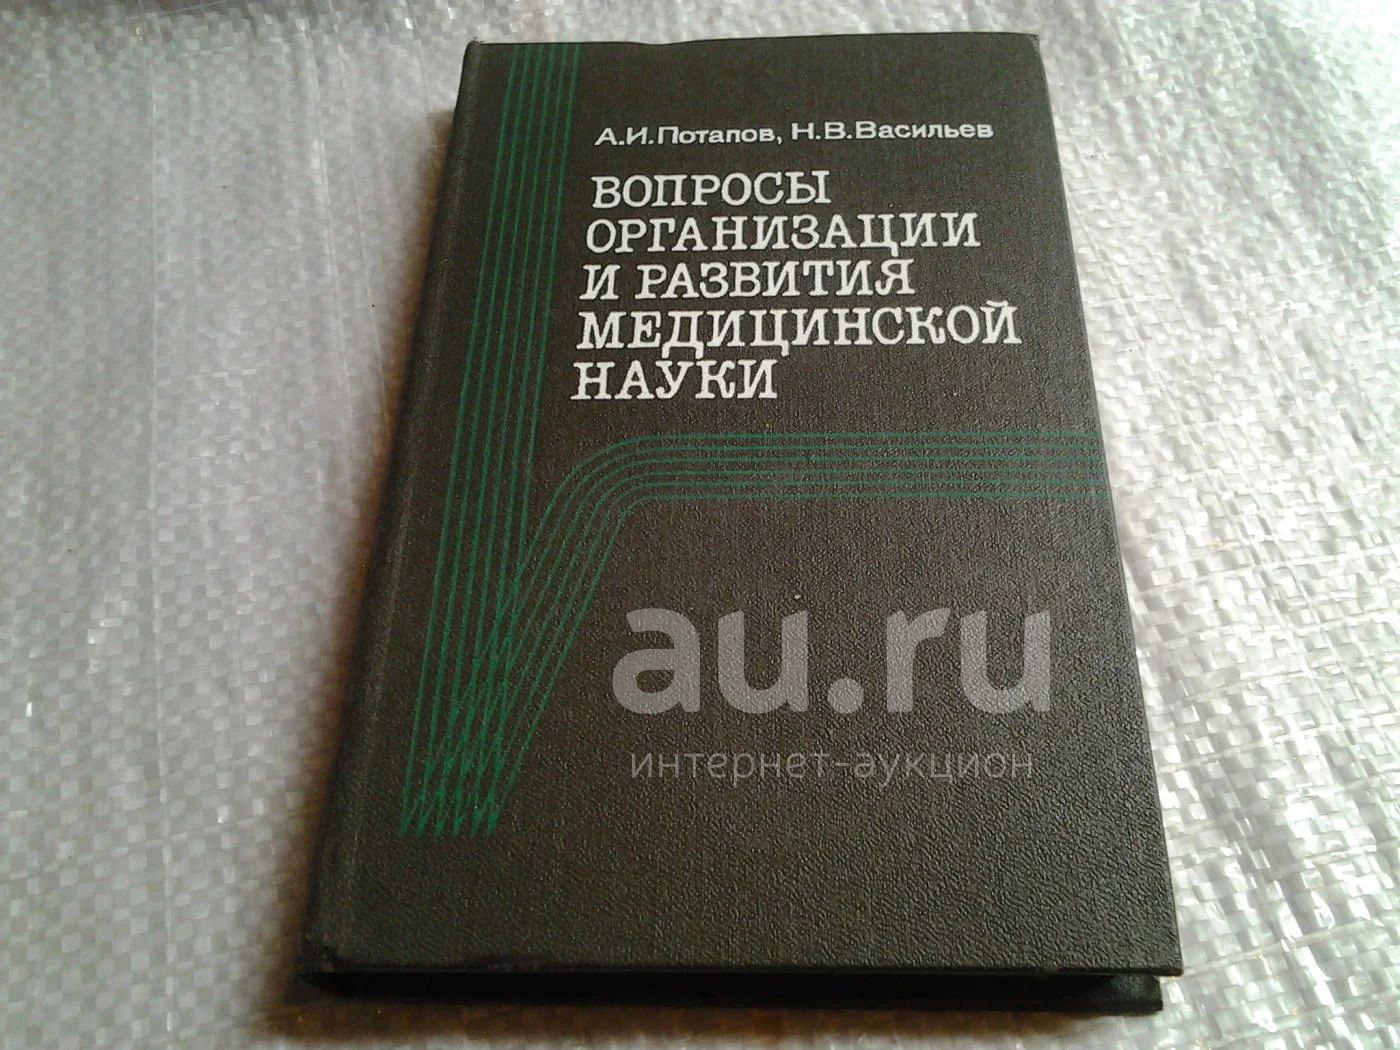 А.И.Потапов, Н.В.Васильев
ВОПРОСЫ
ОРГАНИЗАЦИИ
И РАЗВИТИЯ
МЕДИЦИНСКОЙ
НАУКИ
au.ru
интернет-аукцион